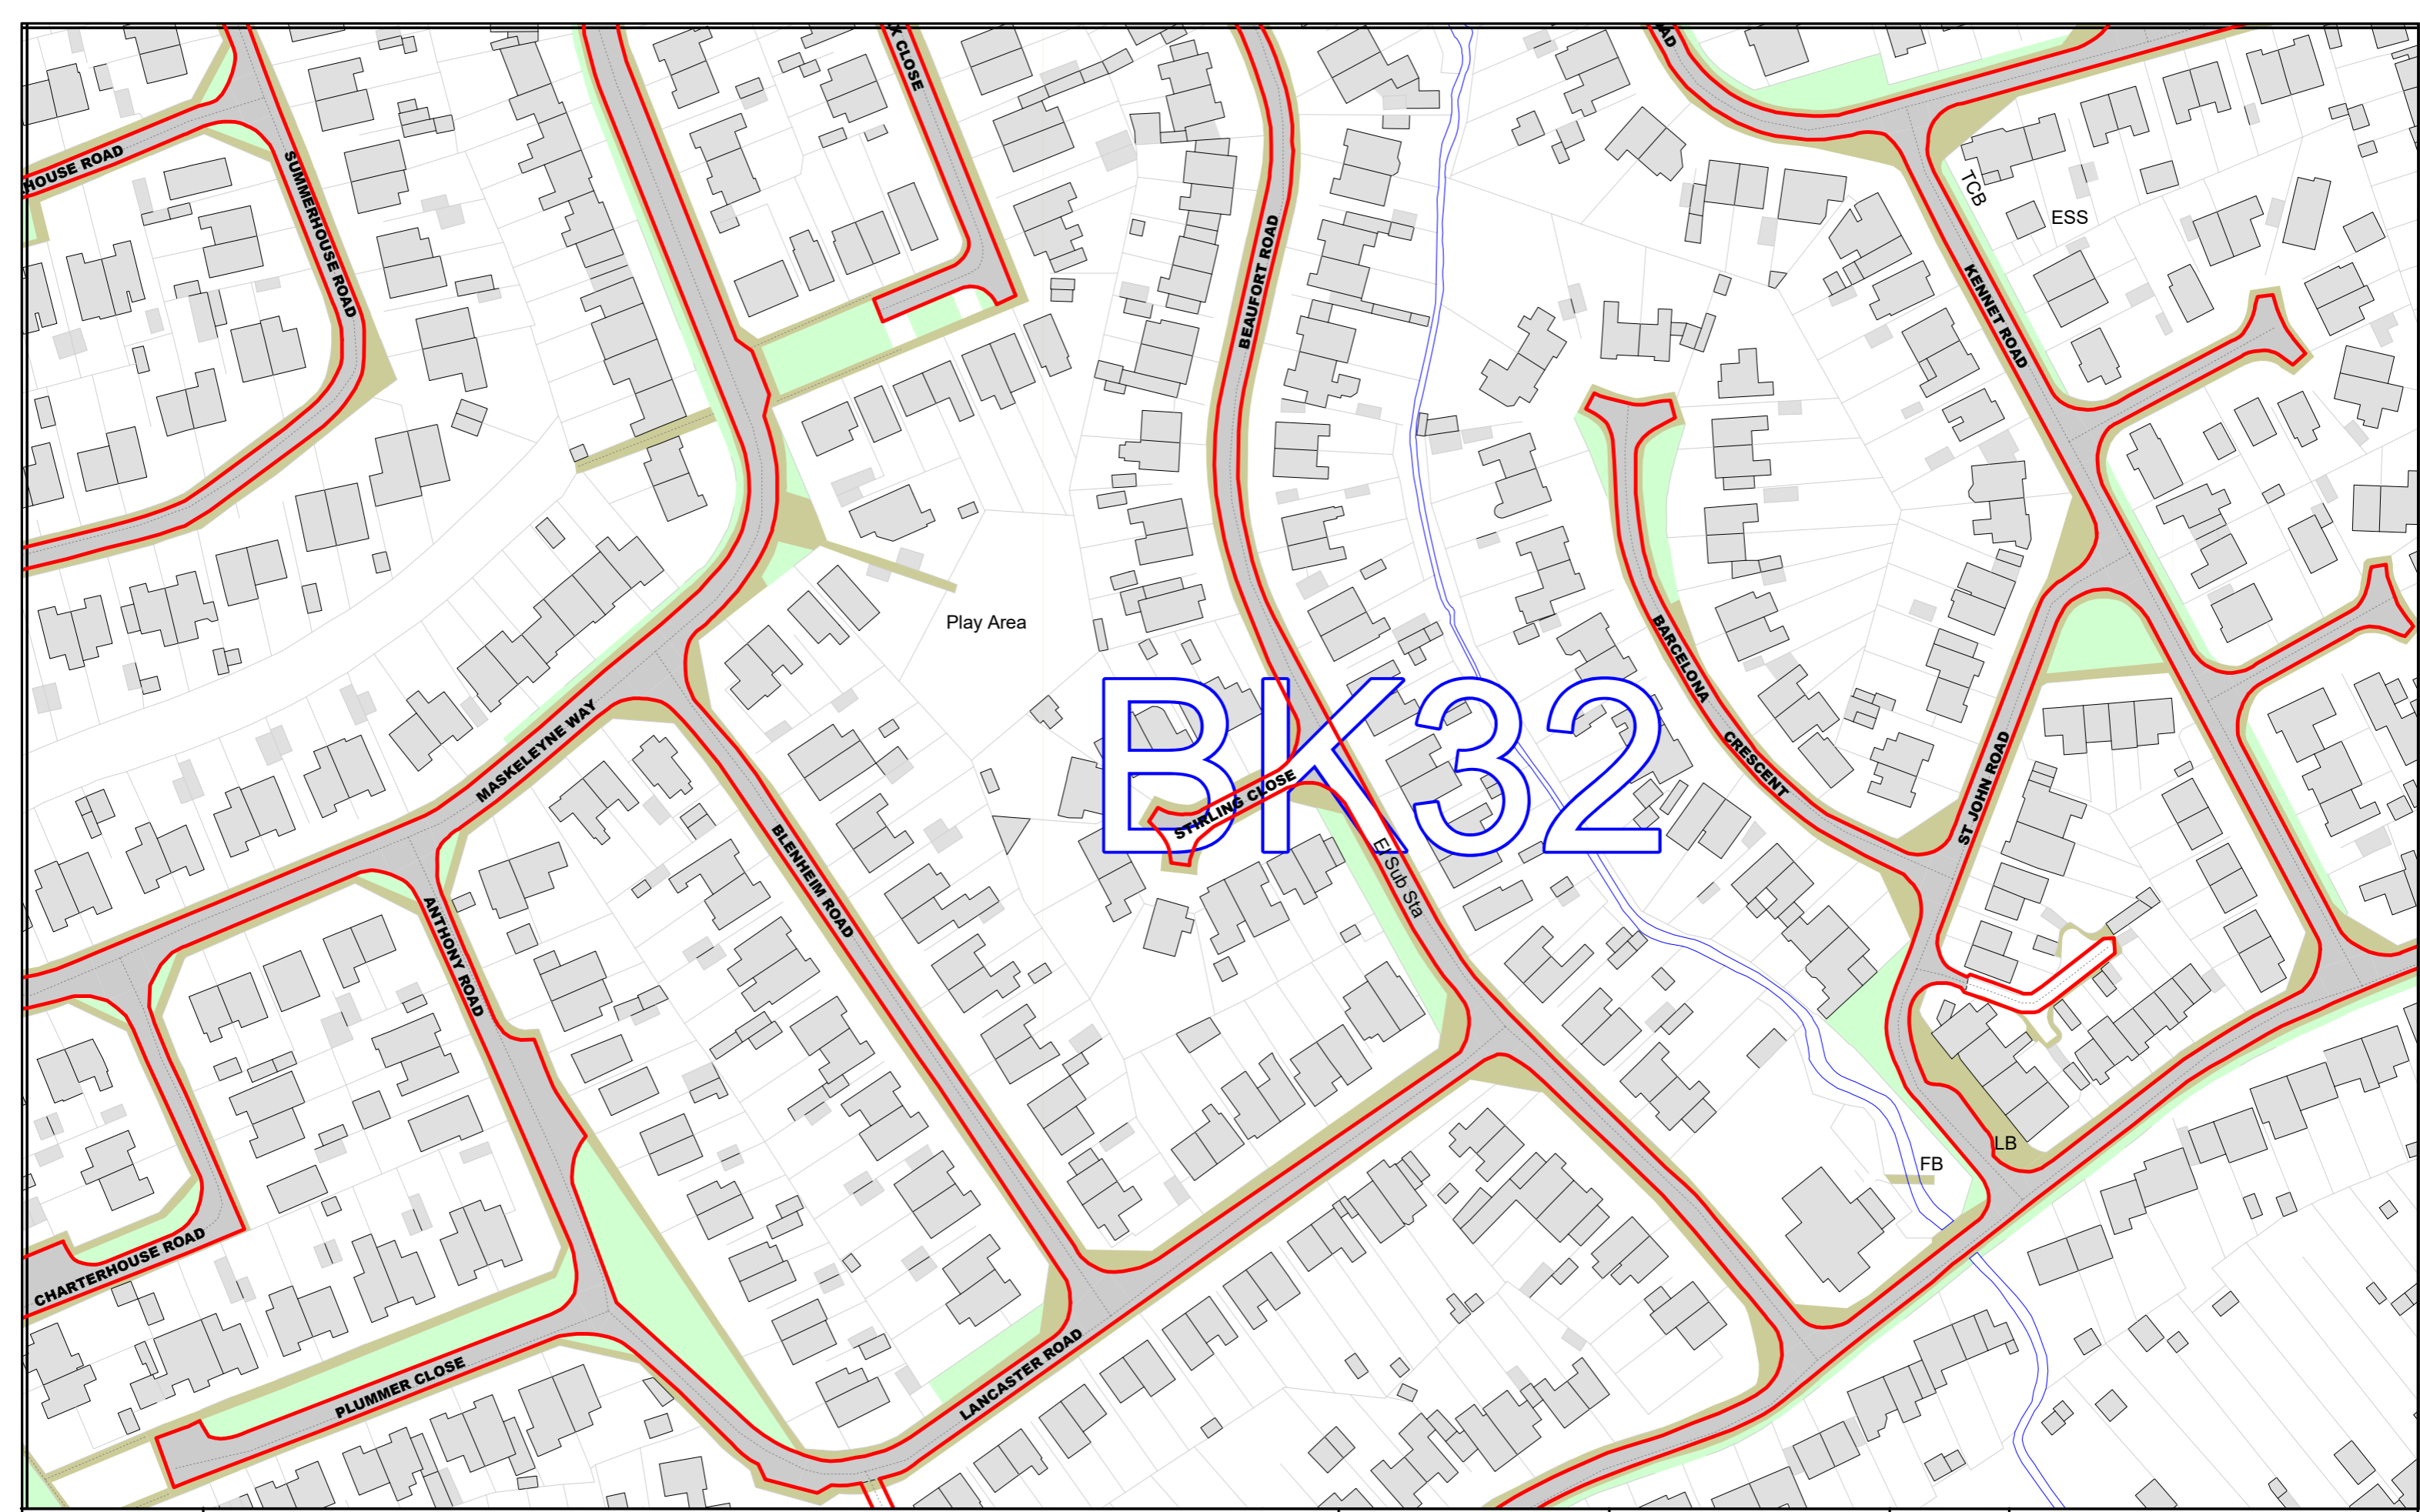 K CLOSE
AD
HOUSE ROAD
SUMMERHOUSE ROAD
TCB
ESS
BEAUFORT ROAD
KENNET ROAD
Play Area
BARCELONA
CRESCENT
MASKELEYNE WAY
BK32
STIRLING CLOSE
ST JOHN ROAD
El Sub Sta
BLENHEIM ROAD
ANTHONY ROAD
LB
FB
CHARTERHOUSE ROAD
PLUMMER CLOSE
LANCASTER ROAD